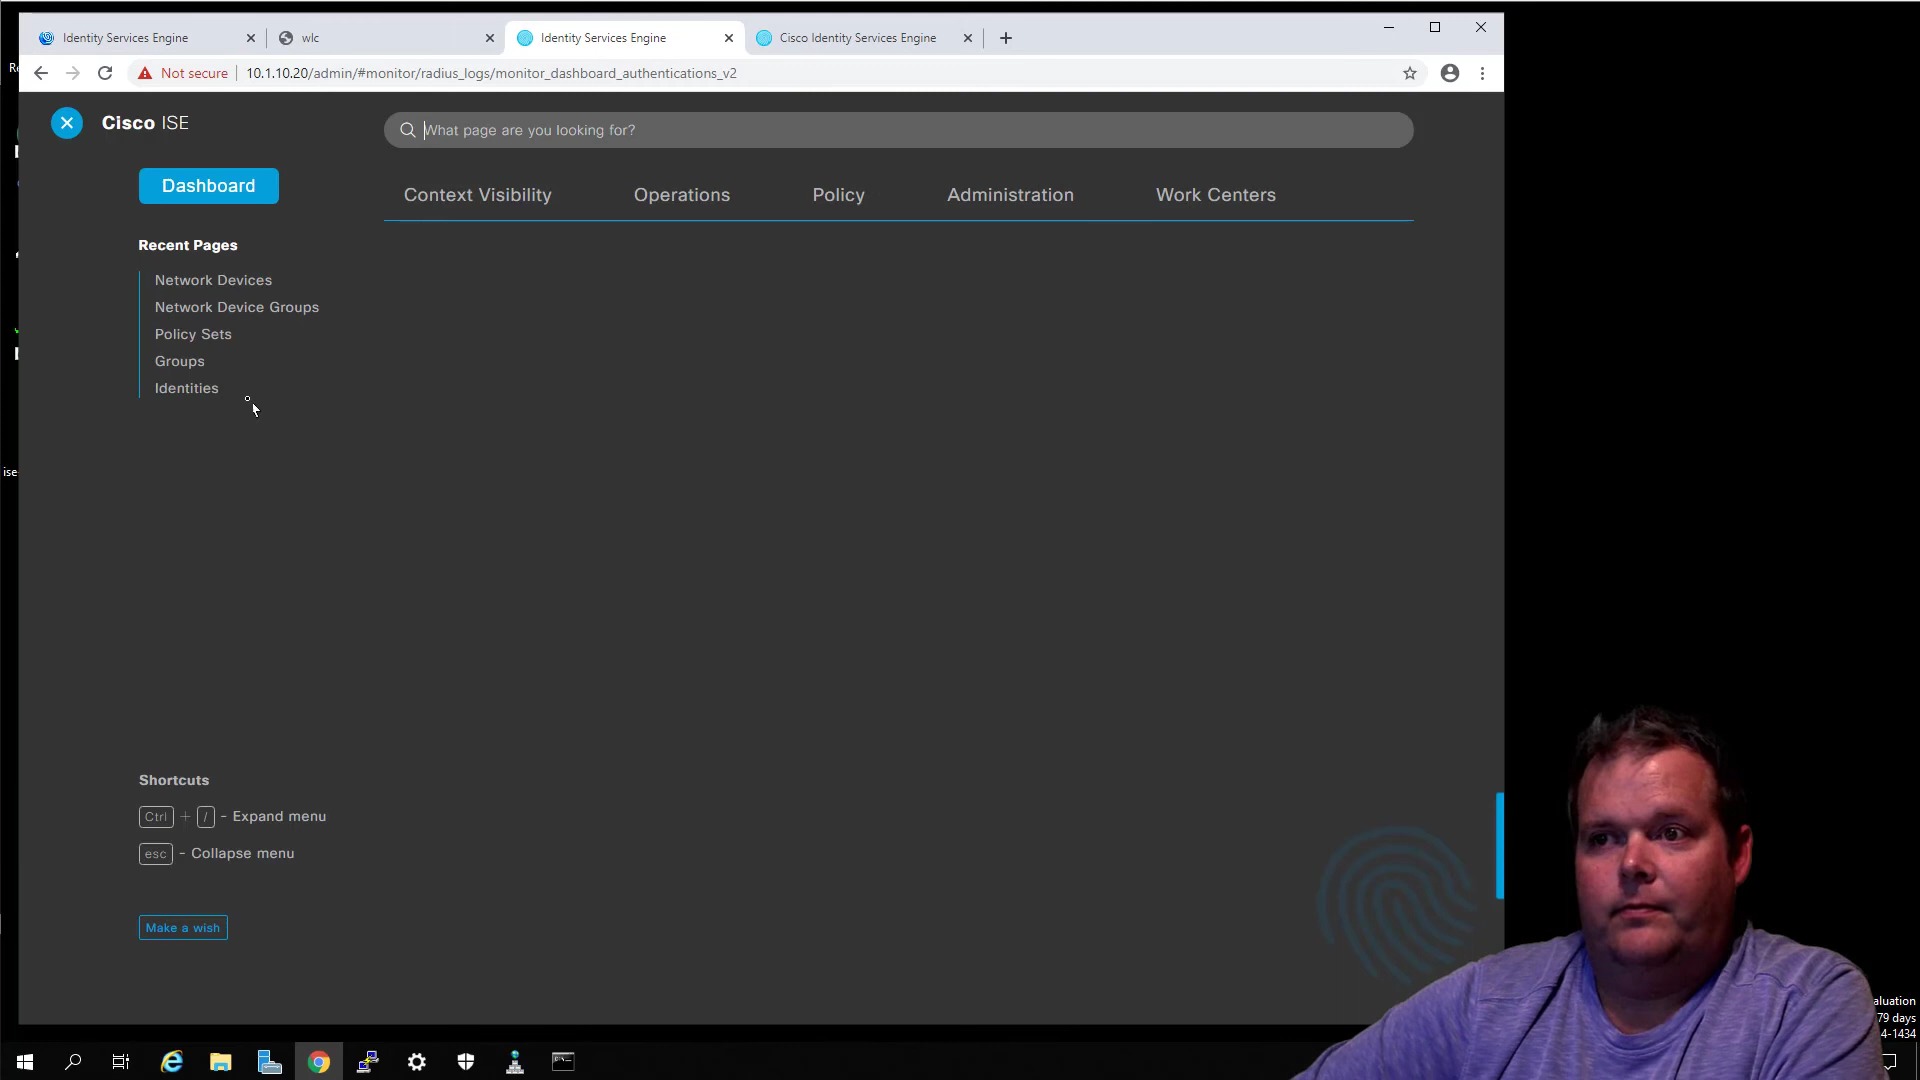 Identity Services Engine
wlc
Identity Services Engine
Cisco Identity Services Engine
Not secure
10.1.10.20/admin/#monitor/radius_logs/monitor_dashboard_authentications_v2
Cisco ISE
What page are you looking for?
Dashboard
Context Visibility
Operations
Policy
Administration
Work Centers
Recent Pages
Network Devices
Network Device Groups
Policy Sets
Groups
Identities
ise
Shortcuts
Ctrl + / - Expand menu
esc - Collapse menu
Make a wish
aluation
79 days
4-1434